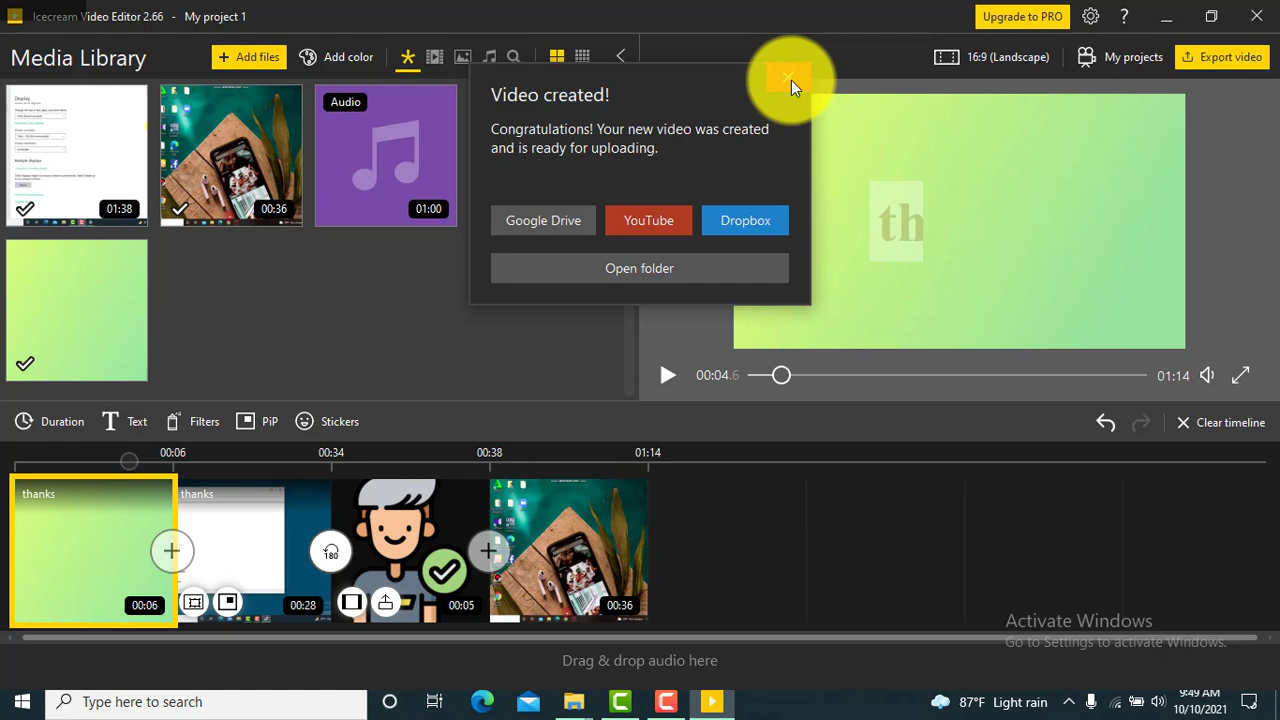 Icecream Video Editor 2.66 - My project 1
Upgrade to PRO
?
Media Library
Add files
Add color
16:9 (Landscape)
My projects
Export video
Video created!
Congratulations! Your new video was
and is ready for uploading.
Google Drive
YouTube
Dropbox
Open folder
Display
Multiple displays
01:38
00:36
Audio
01:00
th
00:04.6
01:14
Duration
Text
Filters
PiP
Stickers
Clear timeline
00:06
00:34
00:38
01:14
thanks
thanks
180
00:06
00:28
00:05
00:36
Activate Windows
Go to Settings to activate Windows.
Drag & drop audio here
Type here to search
87°F Light rain
9:49 AM
10/10/2021